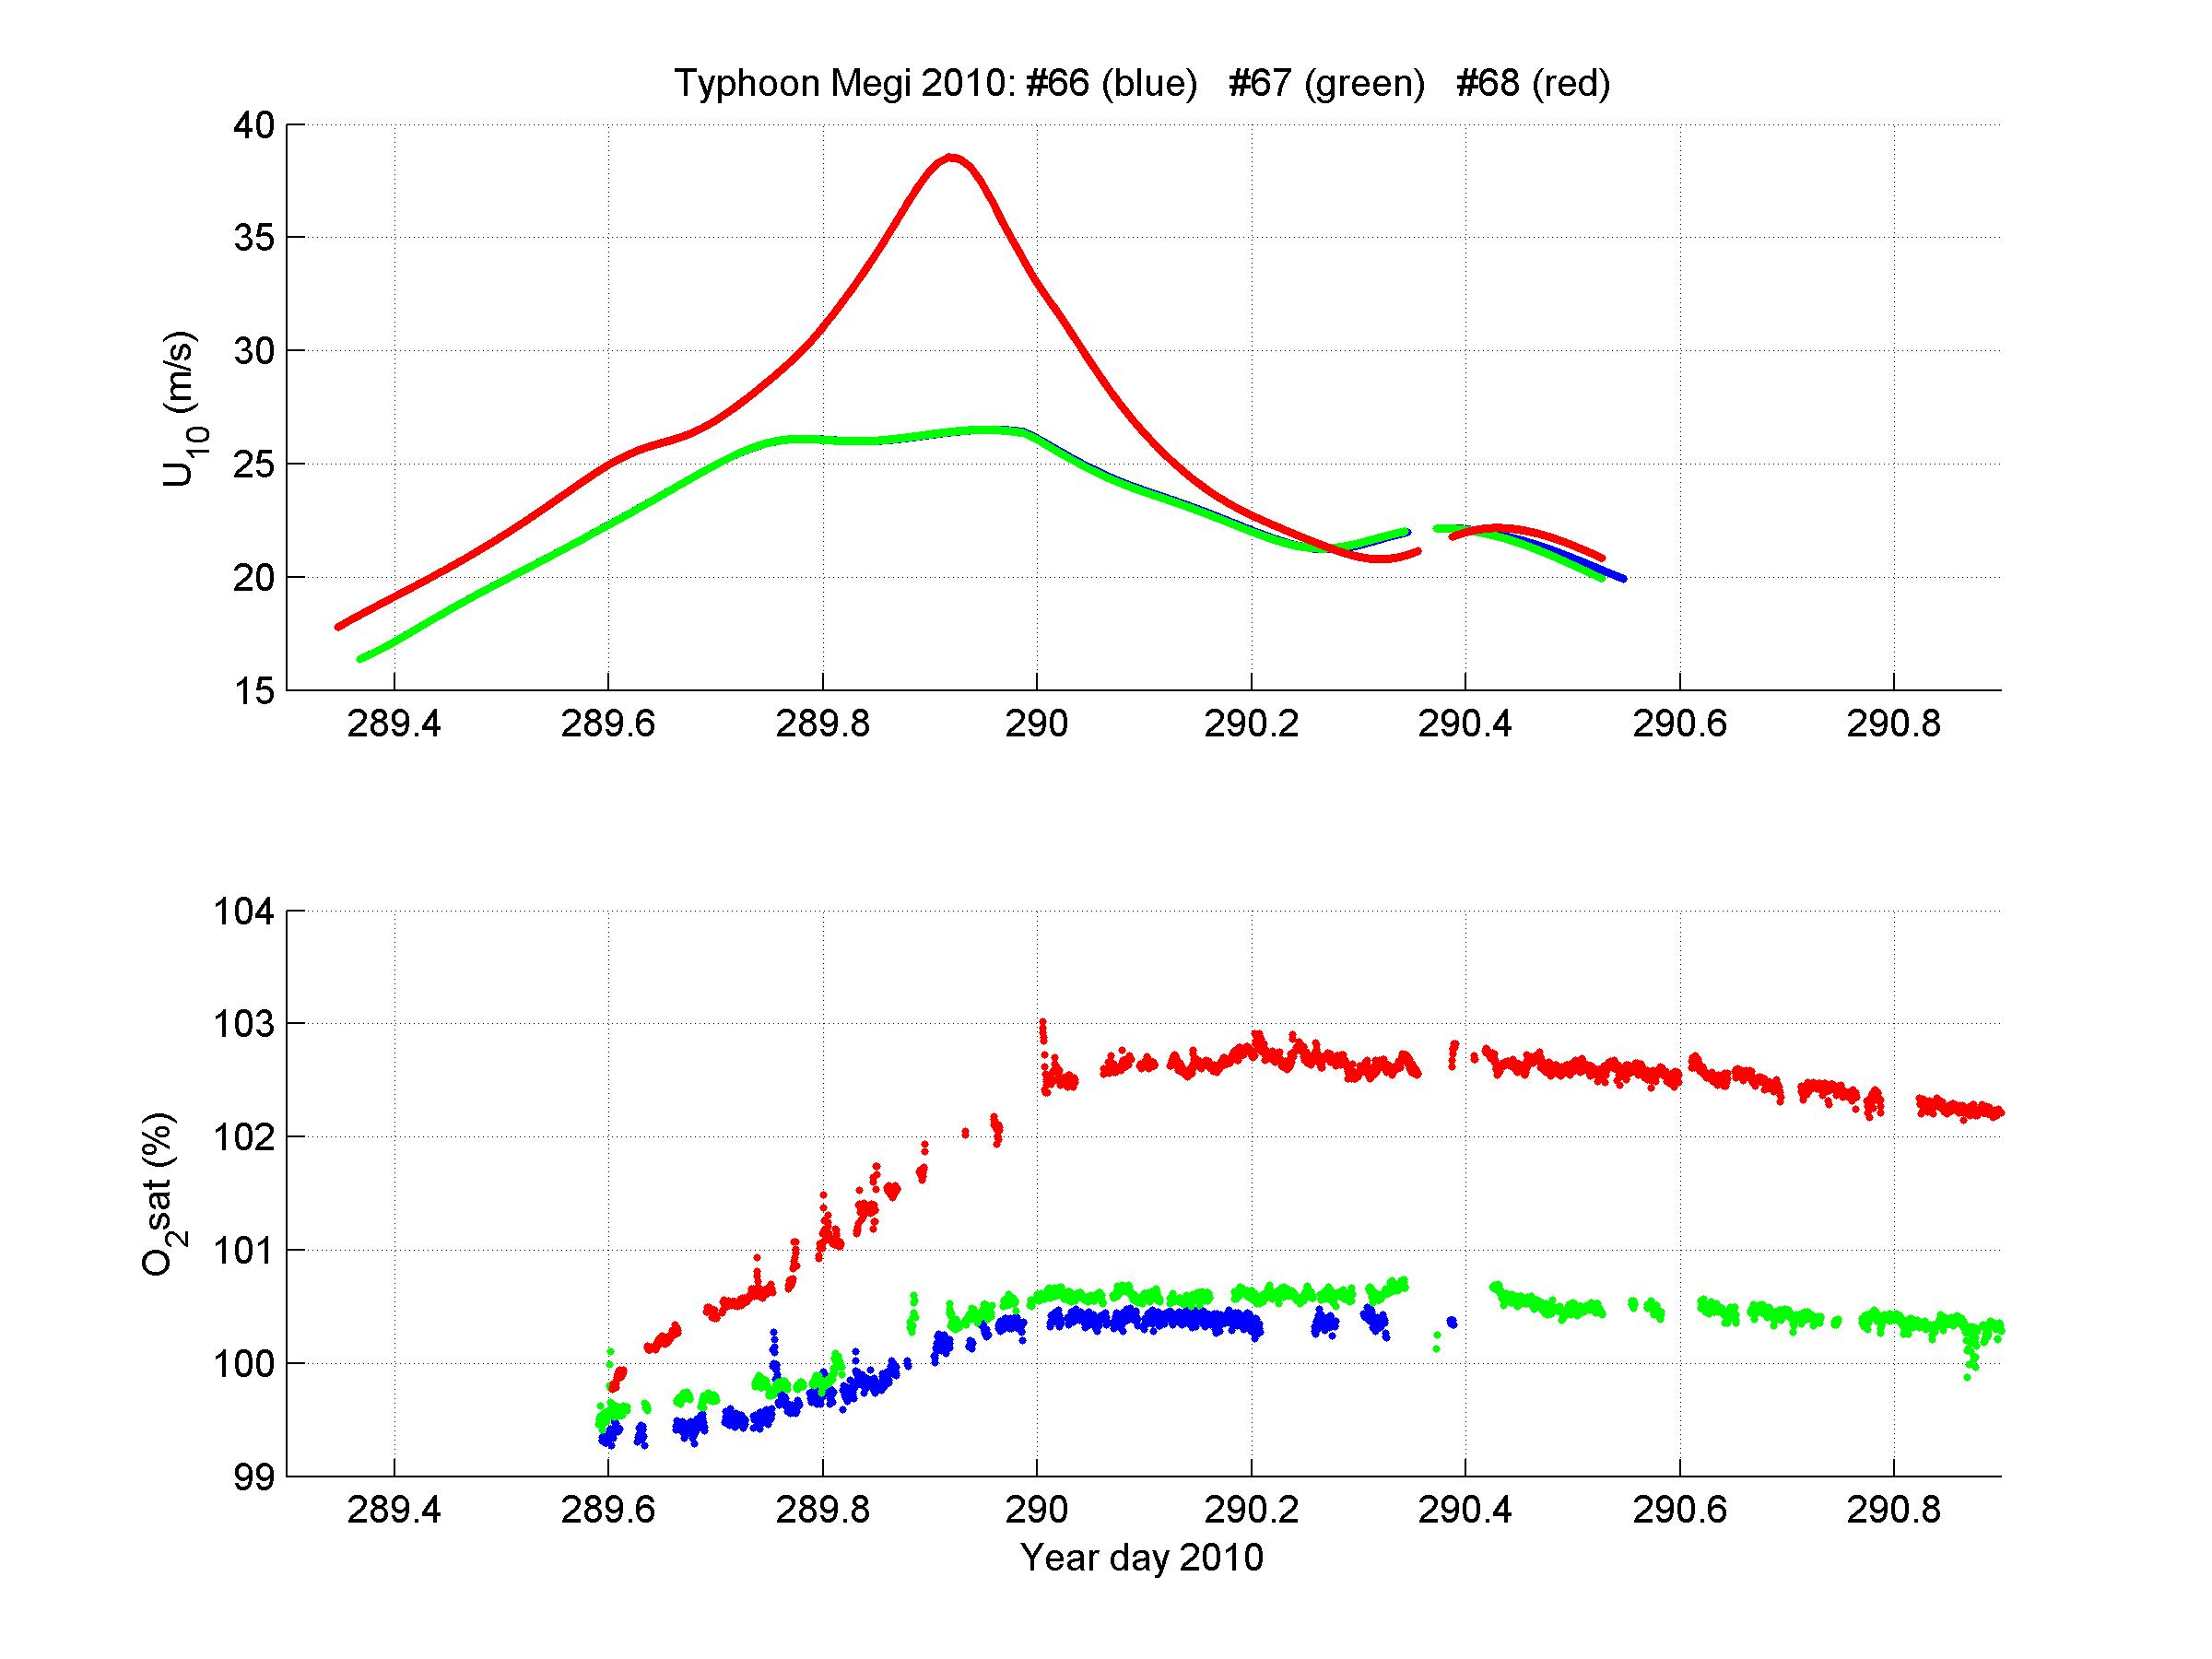 Typhoon Megi 2010: #66 (blue)   #67 (green)   #68 (red)
U10 (m/s)
40
35
30
25
20
15
289.4 289.6 289.8 290 290.2 290.4 290.6 290.8
O2sat (%)
104
103
102
101
100
99
289.4 289.6 289.8 290 290.2 290.4 290.6 290.8
Year day 2010